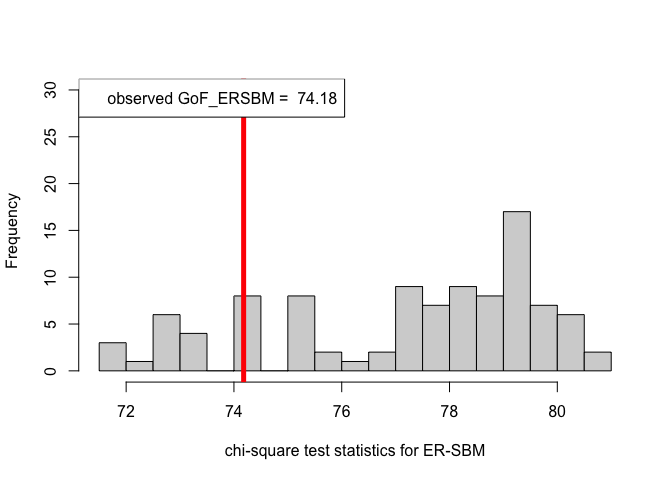 observed GoF_ERSBM =  74.18
30
25
20
15
10
5
0
Frequency
72 74 76 78 80
chi-square test statistics for ER-SBM